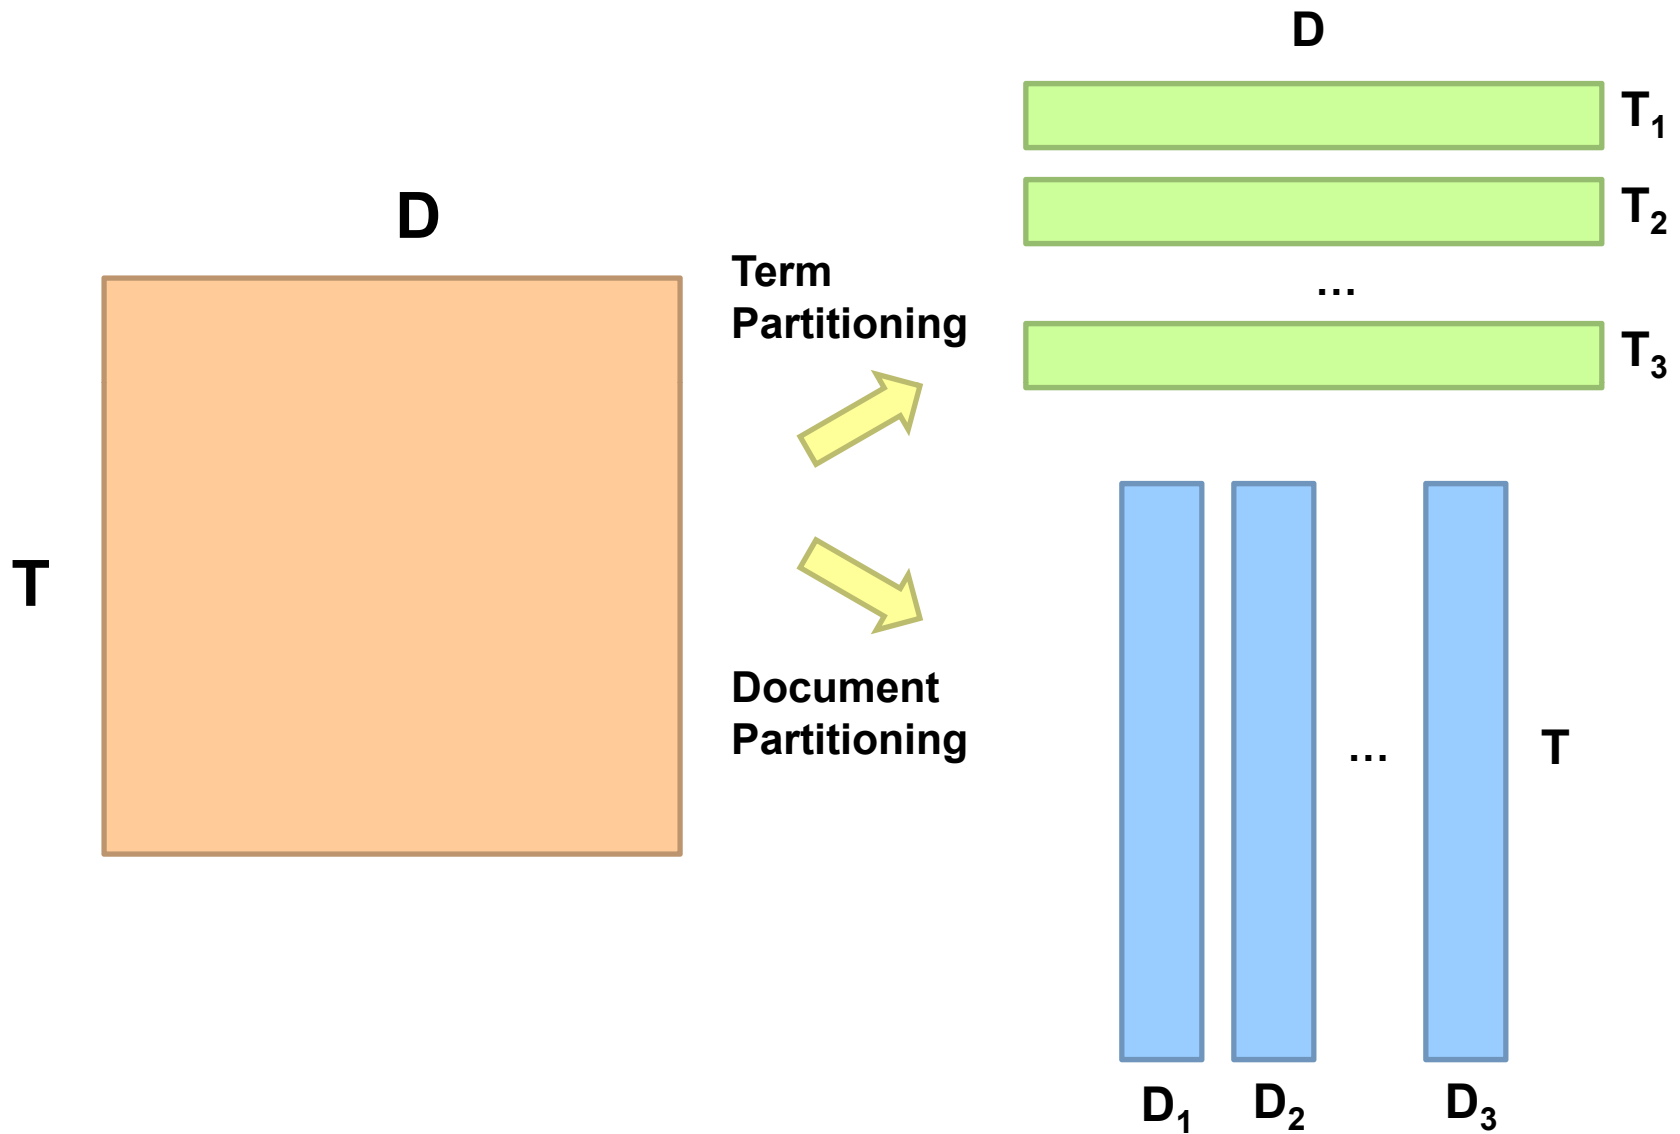 D
T
Term
Partitioning
Document
Partitioning
D
T₁
T₂
...
T₃
...
T
D₁
D₂
D₃